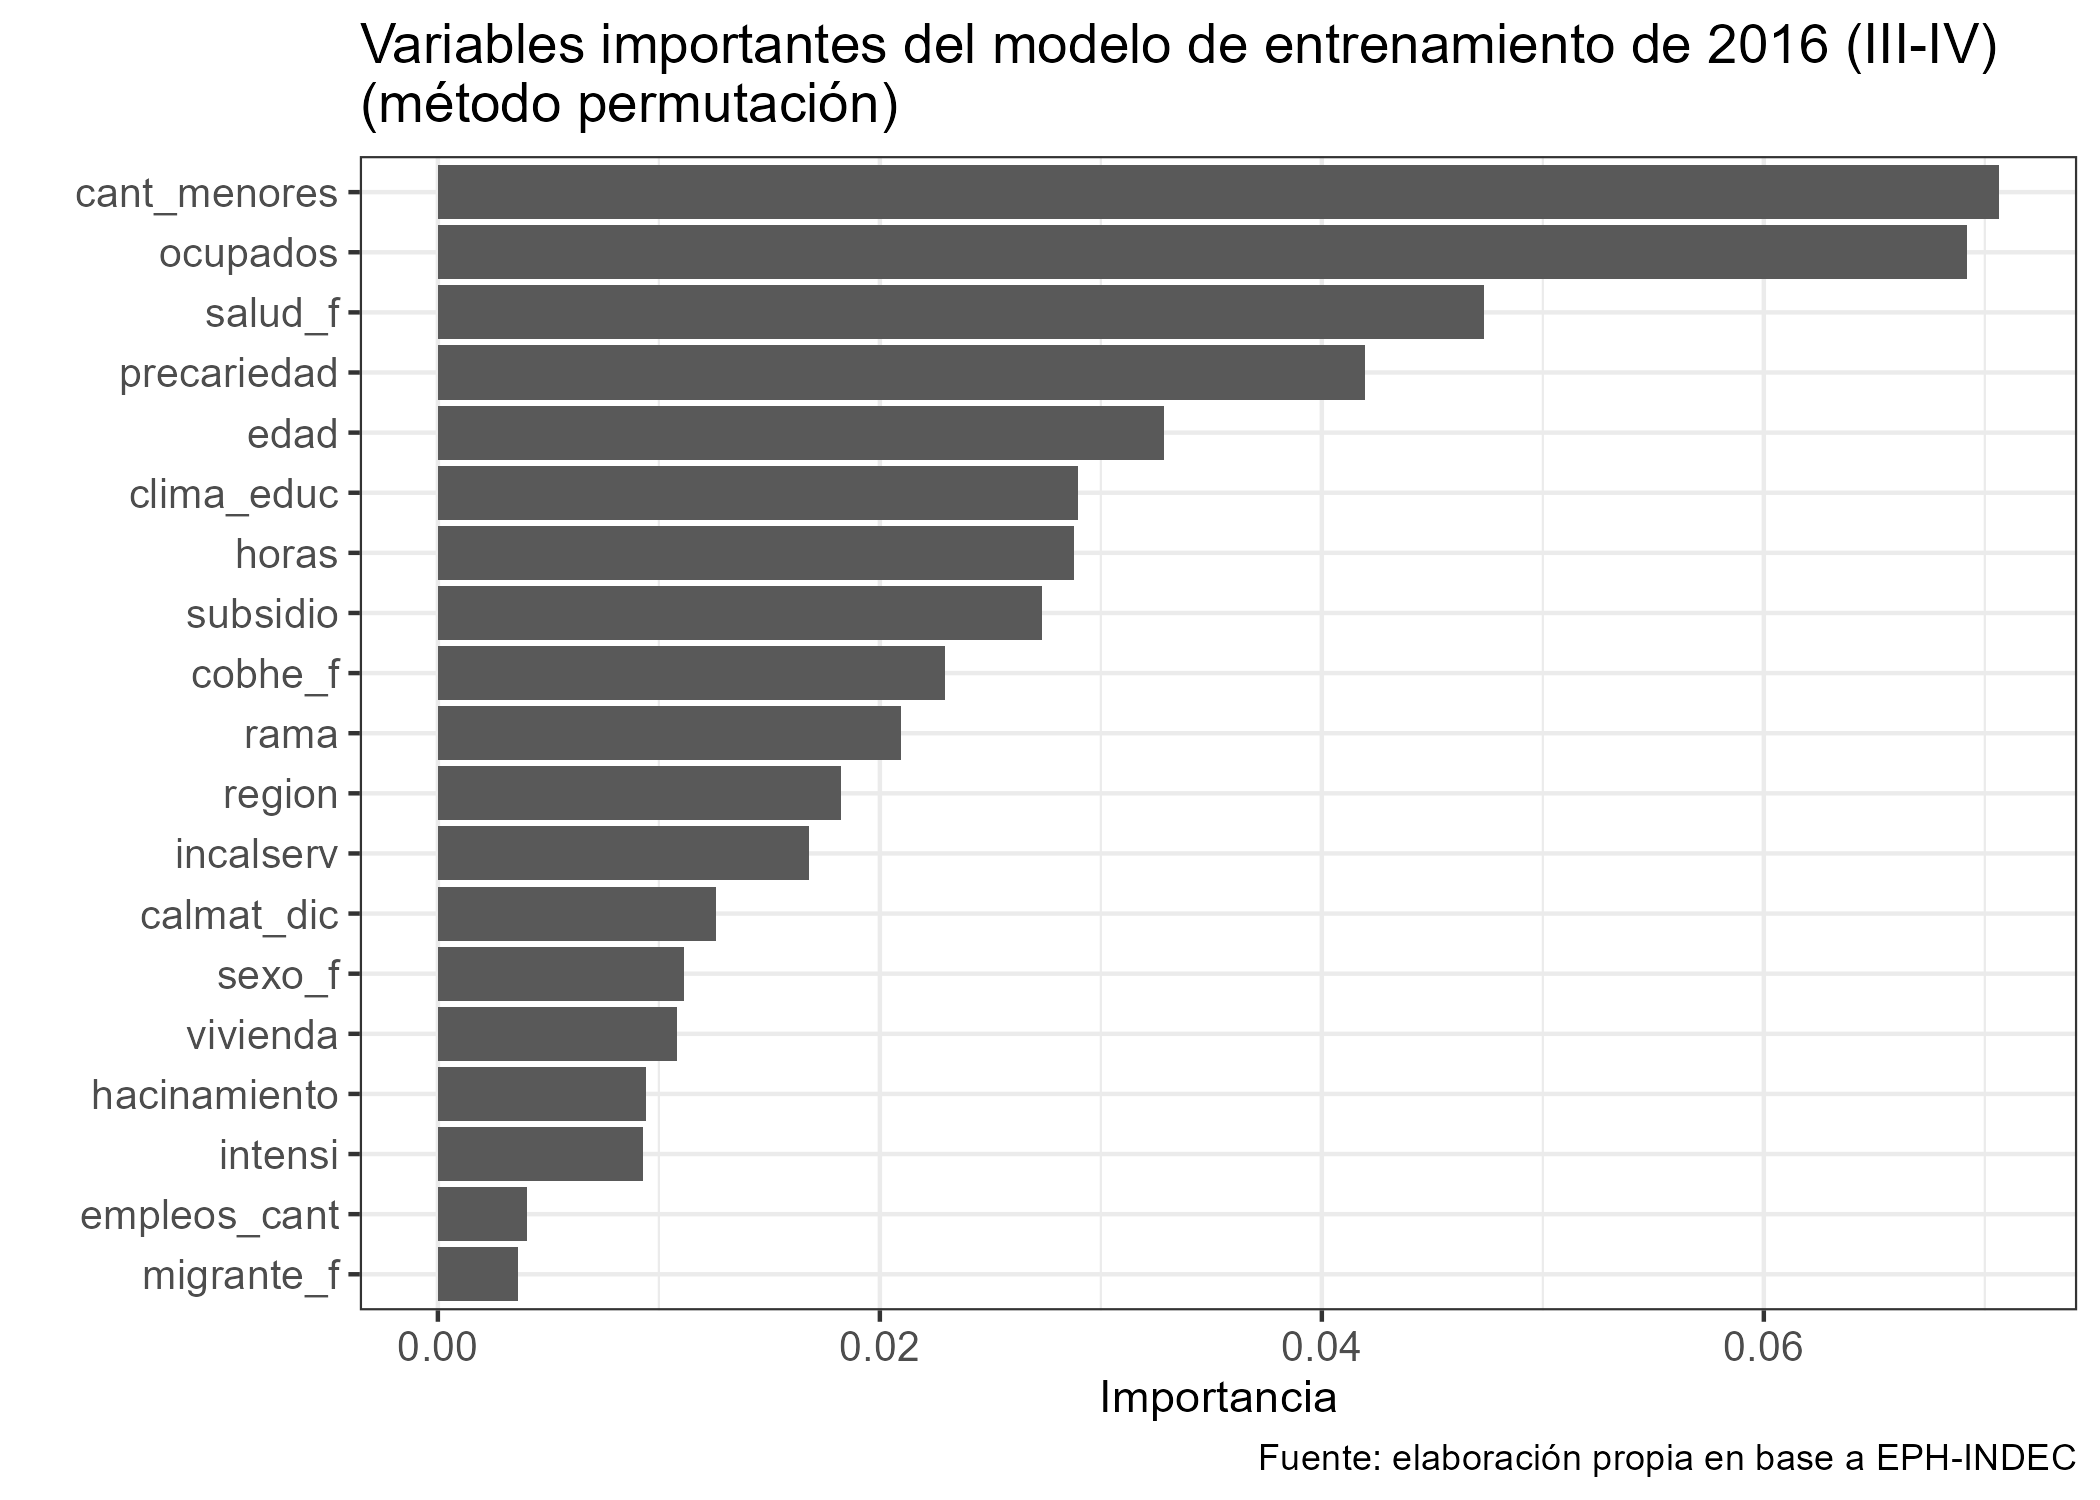 Variables importantes del modelo de entrenamiento de 2016 (III-IV)
(método permutación)
cant_menores
ocupados
salud_f
precariedad
edad
clima_educ
horas
subsidio
cobhe_f
rama
region
incalserv
calmat_dic
sexo_f
vivienda
hacinamiento
intensi
empleos_cant
migrante_f
0.00 0.02 0.04 0.06
Importancia
Fuente: elaboración propia en base a EPH-INDEC